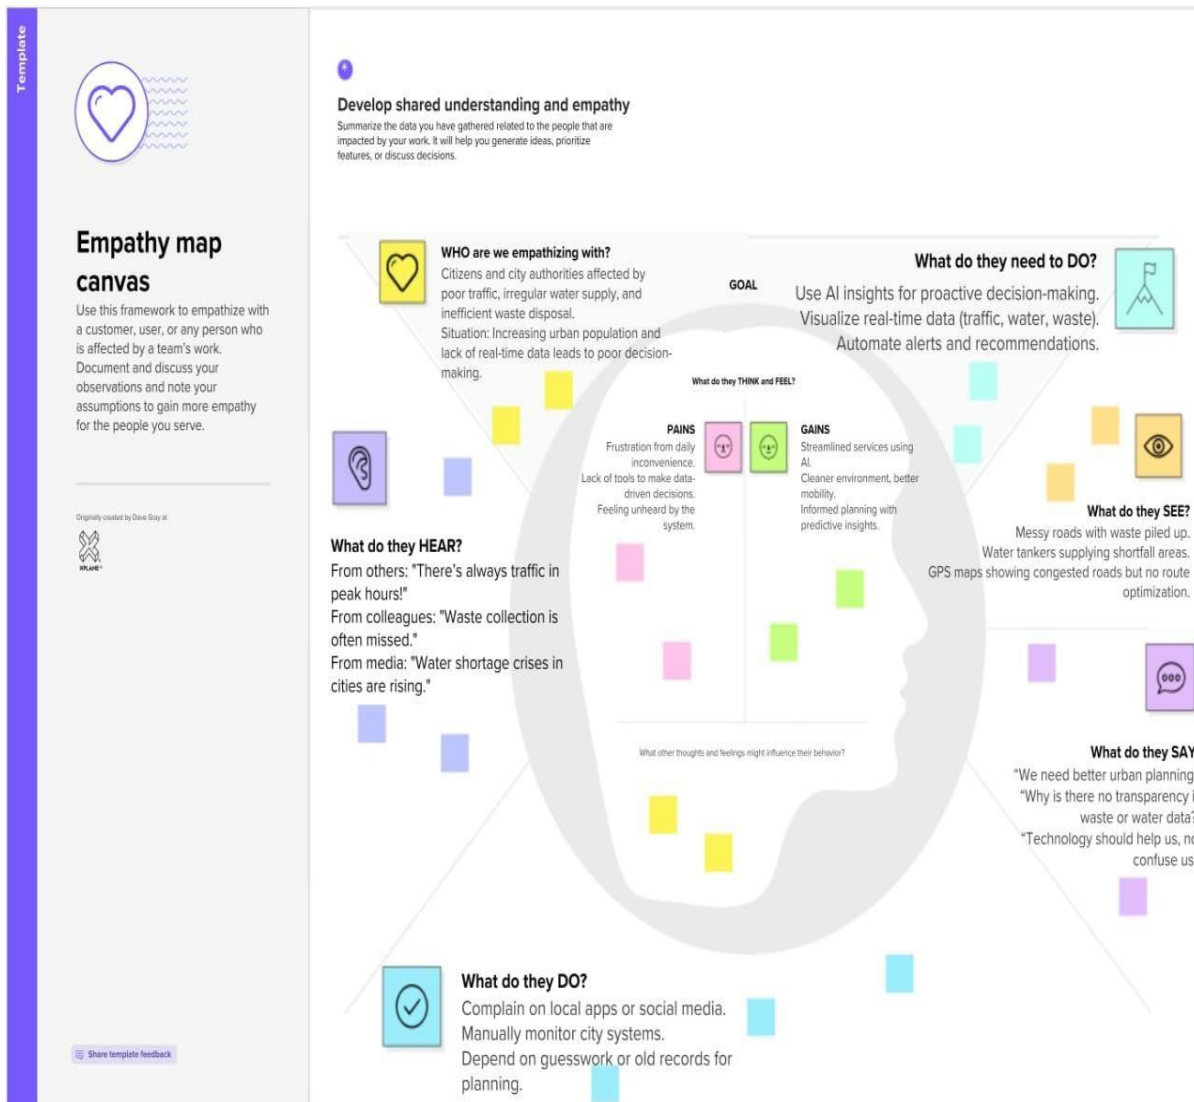 Template
Empathy map
canvas
Use this framework to empathize with
a customer, user, or any person who
is affected by a team's work.
Document and discuss your
observations and note your
assumptions to gain more empathy
for the people you serve.
Originally created by Dave Gray at
XPLANE
Share template feedback
Develop shared understanding and empathy
Summarize the data you have gathered related to the people that are
impacted by your work. It will help you generate ideas, prioritize
features, or discuss decisions.
WHO are we empathizing with?
Citizens and city authorities affected by
poor traffic, irregular water supply, and
inefficient waste disposal.
Situation: Increasing urban population and
lack of real-time data leads to poor decision-
making.
GOAL
What do they need to DO?
Use AI insights for proactive decision-making.
Visualize real-time data (traffic, water, waste).
Automate alerts and recommendations.
What do they THINK and FEEL?
PAINS
Frustration from daily
inconvenience.
Lack of tools to make data-
driven decisions.
Feeling unheard by the
system.
GAINS
Streamlined services using
AI.
Cleaner environment, better
mobility.
Informed planning with
predictive insights.
What do they SEE?
Messy roads with waste piled up.
Water tankers supplying shortfall areas.
GPS maps showing congested roads but no route
optimization.
What do they HEAR?
From others: "There's always traffic in
peak hours!"
From colleagues: "Waste collection is
often missed."
From media: "Water shortage crises in
cities are rising."
What other thoughts and feelings might influence their behavior?
What do they SAY
"We need better urban planning
"Why is there no transparency
waste or water data?
"Technology should help us,
confuse us
What do they DO?
Complain on local apps or social media.
Manually monitor city systems.
Depend on guesswork or old records for
planning.